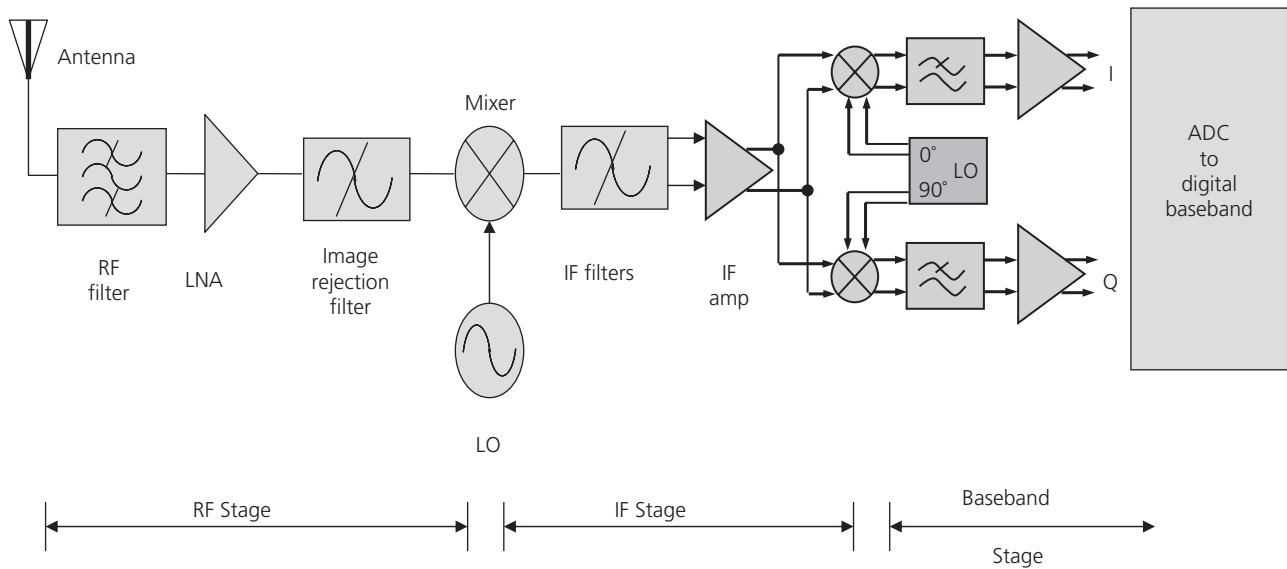 Antenna
RF
filter
LNA
Image
rejection
filter
Mixer
LO
IF filters
IF
amp
0°
90°
LO
I
Q
ADC
to
digital
baseband
RF Stage
IF Stage
Baseband
Stage